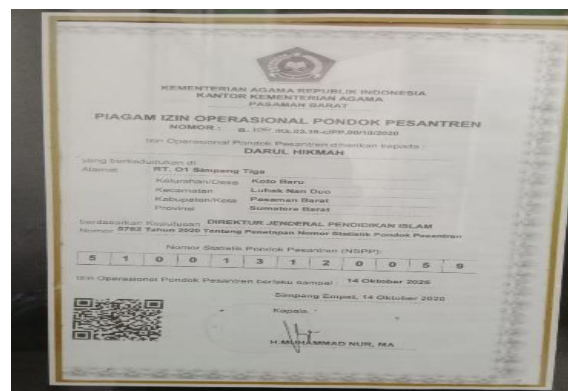 KEMENTERIAN AGAMA REPUBLIK INDONESIA
KANTOR KEMENTERIAN AGAMA
PASAMAN BARAT
PIAGAM IZIN OPERASIONAL PONDOK PESANTREN
NOMOR :
Izin Operasional Pondok Pesantren diberikan kepada :
DARUL HIKMAH
yang berkedudukan di
Alamat RT. 01 Simpang Tiga
Kelurahan/Desa Koto Baru
Kecamatan Luhak Nan Duo
Kabupaten/Kota Pasaman Barat
Provinsi Sumatera Barat
berdasarkan Keputusan DIREKTUR JENDERAL PENDIDIKAN ISLAM
Nomor 5763 Tahun 2020 Tentang Penetapan Nomor Statistik Pondok Pesantren
Nomor Statistik Pondok Pesantren (NSPP):
5 1 0 0 1 3 1 2 0 0 5 9
Izin Operasional Pondok Pesantren berlaku sampai : 14 Oktober 2025
Simpang Empat, 14 Oktober 2020
Kepala,
H.MUHAMMAD NUR, MA